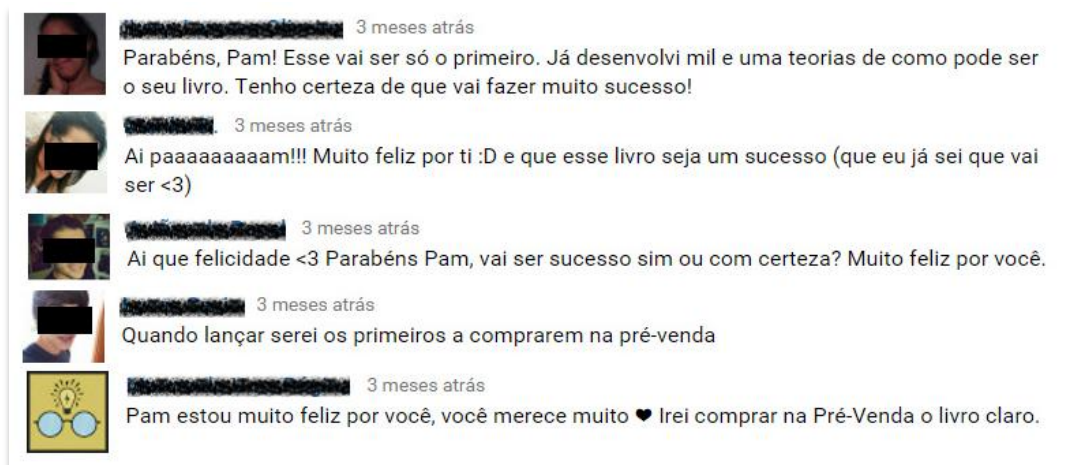 3 meses atrás
Parabéns, Pam! Esse vai ser só o primeiro. Já desenvolvi mil e uma teorias de como pode ser
o seu livro. Tenho certeza de que vai fazer muito sucesso!
3 meses atrás
Ai paaaaaaaaam!!! Muito feliz por ti :D e que esse livro seja um sucesso (que eu já sei que vai
ser <3)
3 meses atrás
Ai que felicidade <3 Parabéns Pam, vai ser sucesso sim ou com certeza? Muito feliz por você.
3 meses atrás
Quando lançar serei os primeiros a comprarem na pré-venda
3 meses atrás
Pam estou muito feliz por você, você merece muito ❤ Irei comprar na Pré-Venda o livro claro.